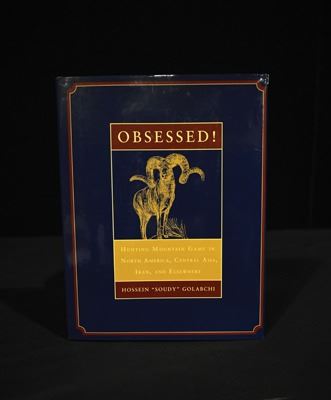 OBSESSED!
HUNTING MOUNTAIN GAME IN
NORTH AMERICA, CENTRAL ASIA,
IRAN, AND ELSEWHERE
HOSSEIN "SOUDY" GOLABCHI